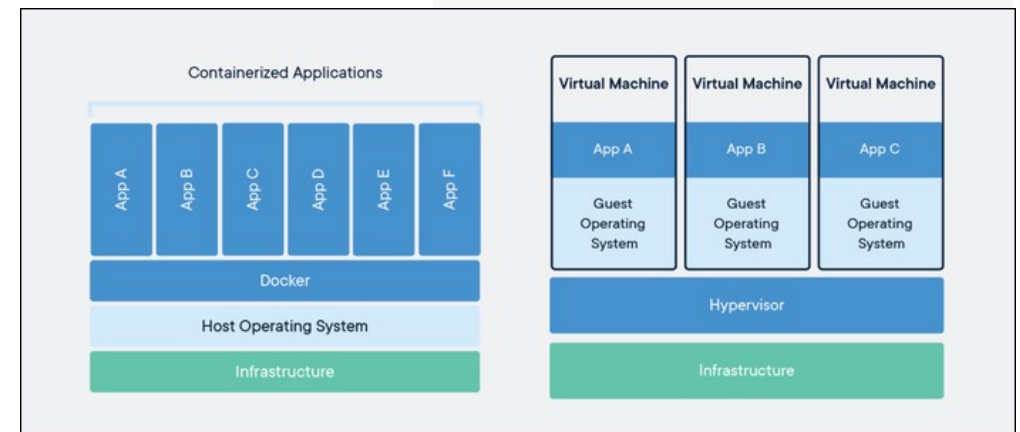 Containerized Applications
App A
App B
App C
App D
App E
App F
Docker
Host Operating System
Infrastructure
Virtual Machine
App A
Guest
Operating
System
Virtual Machine
App B
Guest
Operating
System
Virtual Machine
App C
Guest
Operating
System
Hypervisor
Infrastructure